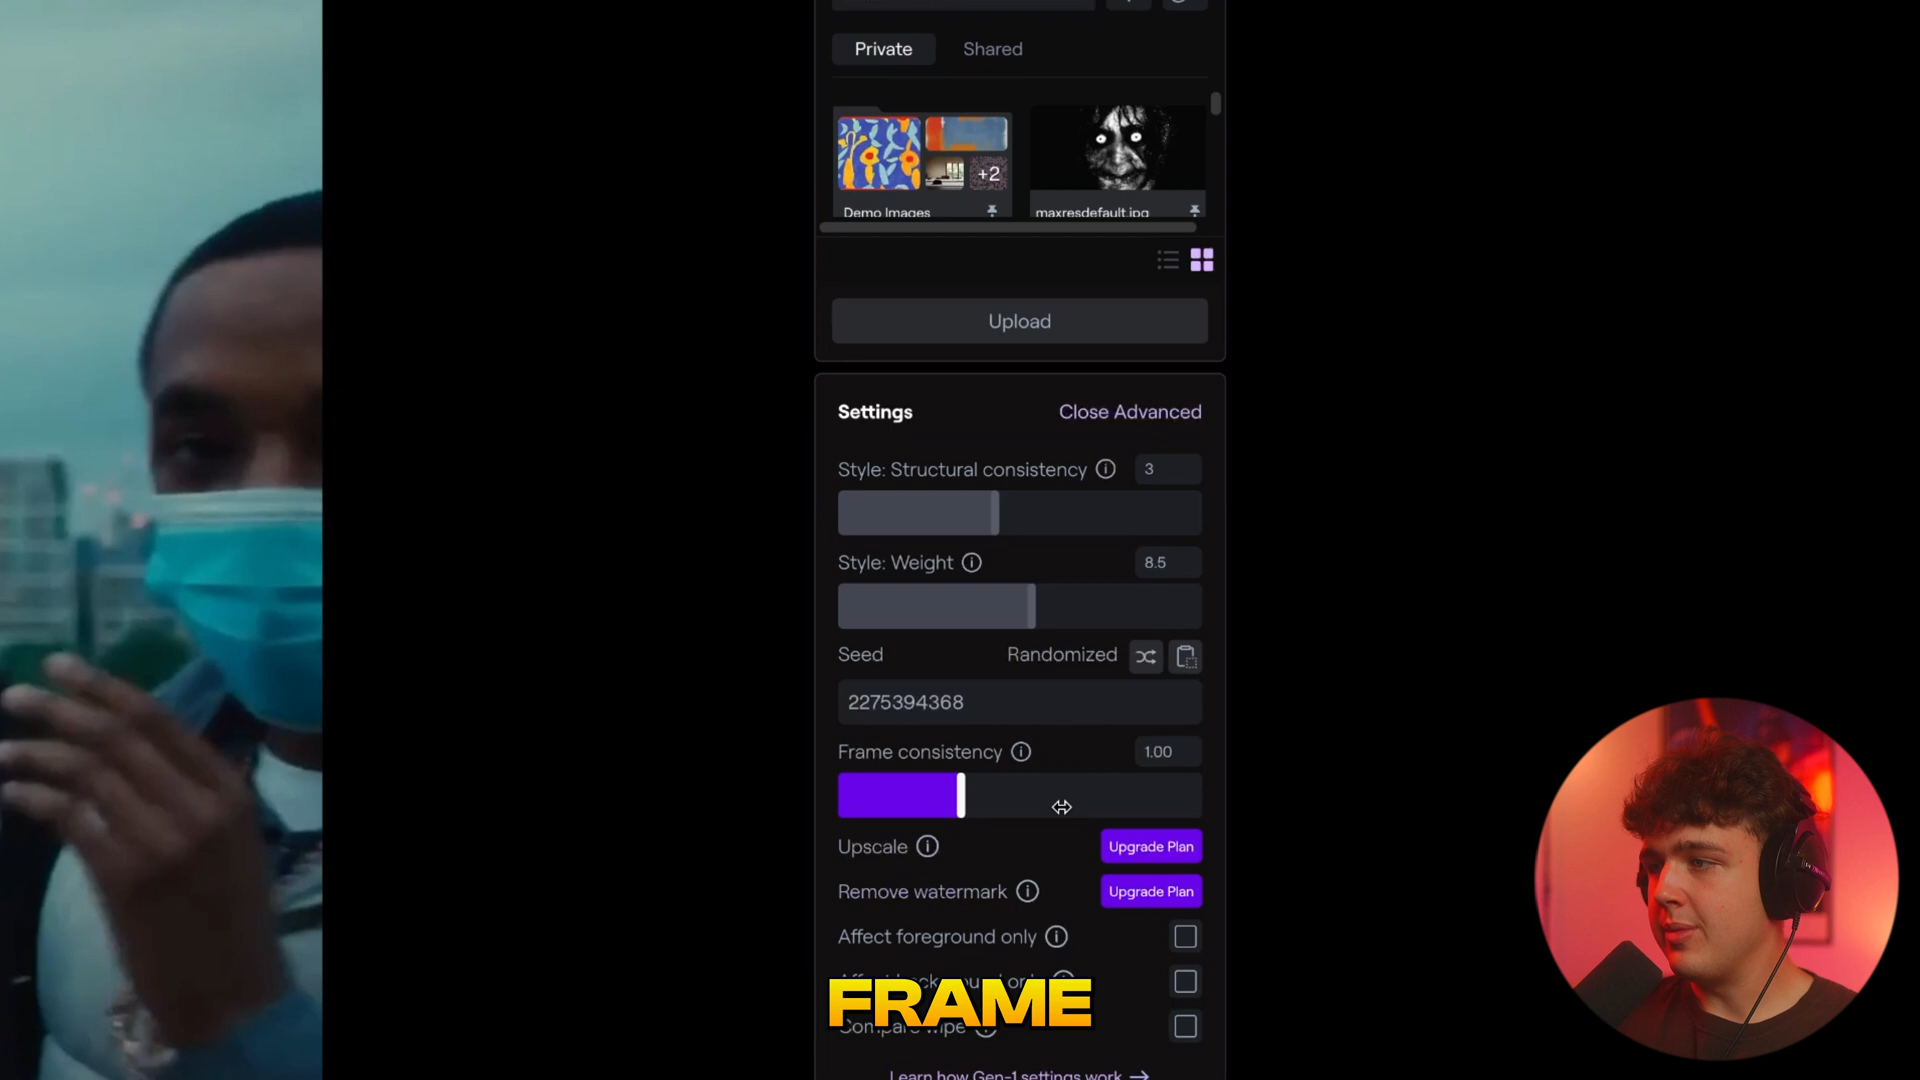 Private
Shared
+2
Demo Images
maxresdefault.jpg
Upload
Settings
Close Advanced
Style: Structural consistency
3
Style: Weight
8.5
Seed
Randomized
2275394368
Frame consistency
1.00
Upscale
Upgrade Plan
Remove watermark
Upgrade Plan
Affect foreground only
FRAME
Compare wipe
Learn how Gen-1 settings work →